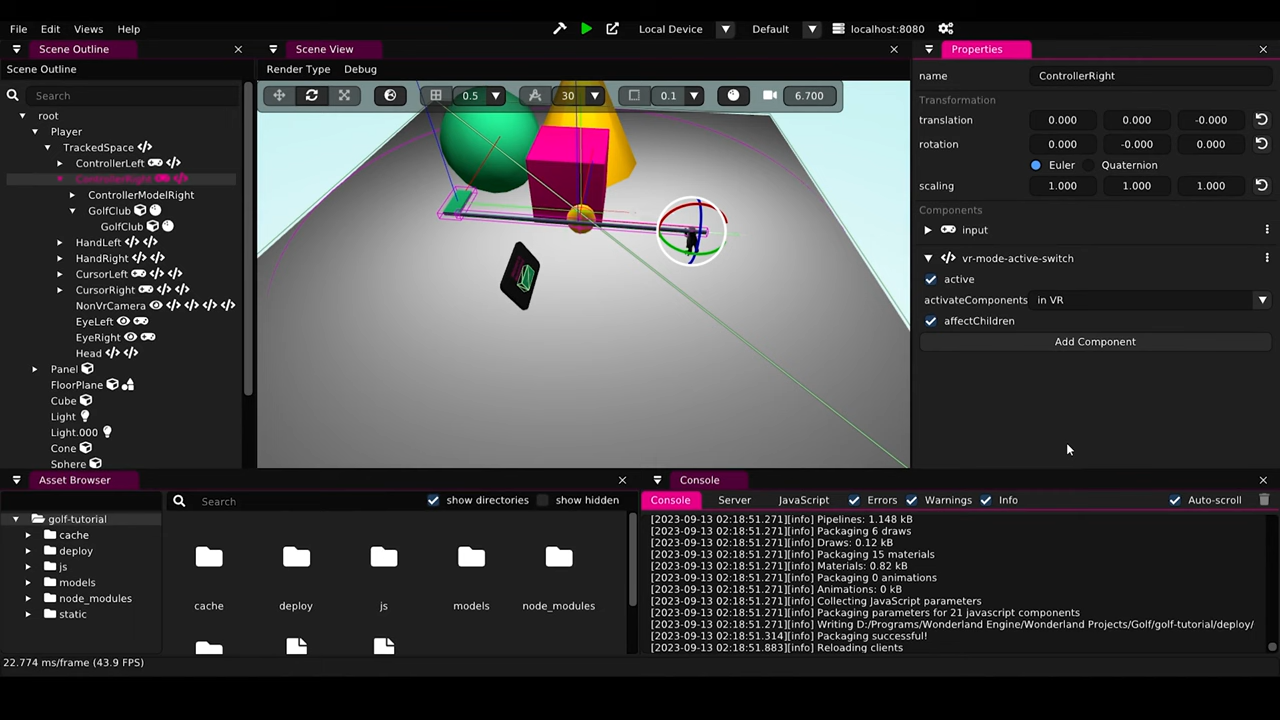 File Edit Views Help
Local Device Default localhost:8080
Scene Outline
Scene Outline
Search
root
Player
TrackedSpace
ControllerLeft
ControllerRight
ControllerModelRight
GolfClub
GolfClub
HandLeft
HandRight
CursorLeft
CursorRight
NonVrCamera
EyeLeft
EyeRight
Head
Panel
FloorPlane
Cube
Light
Light.000
Cone
Sphere
Scene View
Render Type Debug
0.5 30 0.1 6.700
Properties
name ControllerRight
Transformation
translation 0.000 0.000 -0.000
rotation 0.000 -0.000 0.000
Euler Quaternion
scaling 1.000 1.000 1.000
Components
input
vr-mode-active-switch
active
activateComponents in VR
affectChildren
Add Component
Asset Browser
Search show directories show hidden
golf-tutorial
cache
deploy
js
models
node_modules
static
cache deploy js models node_modules
Console
Console Server JavaScript Errors Warnings Info Auto-scroll
[2023-09-13 02:18:51.271][info] Pipelines: 1.148 kB
[2023-09-13 02:18:51.271][info] Packaging 6 draws
[2023-09-13 02:18:51.271][info] Draws: 0.12 kB
[2023-09-13 02:18:51.271][info] Packaging 15 materials
[2023-09-13 02:18:51.271][info] Materials: 0.82 kB
[2023-09-13 02:18:51.271][info] Packaging 0 animations
[2023-09-13 02:18:51.271][info] Animations: 0 kB
[2023-09-13 02:18:51.271][info] Collecting JavaScript parameters
[2023-09-13 02:18:51.271][info] Packaging parameters for 21 javascript components
[2023-09-13 02:18:51.271][info] Writing D:/Programs/Wonderland Engine/Wonderland Projects/Golf/golf-tutorial/deploy/
[2023-09-13 02:18:51.314][info] Packaging successful!
[2023-09-13 02:18:51.883][info] Reloading clients
22.774 ms/frame (43.9 FPS)